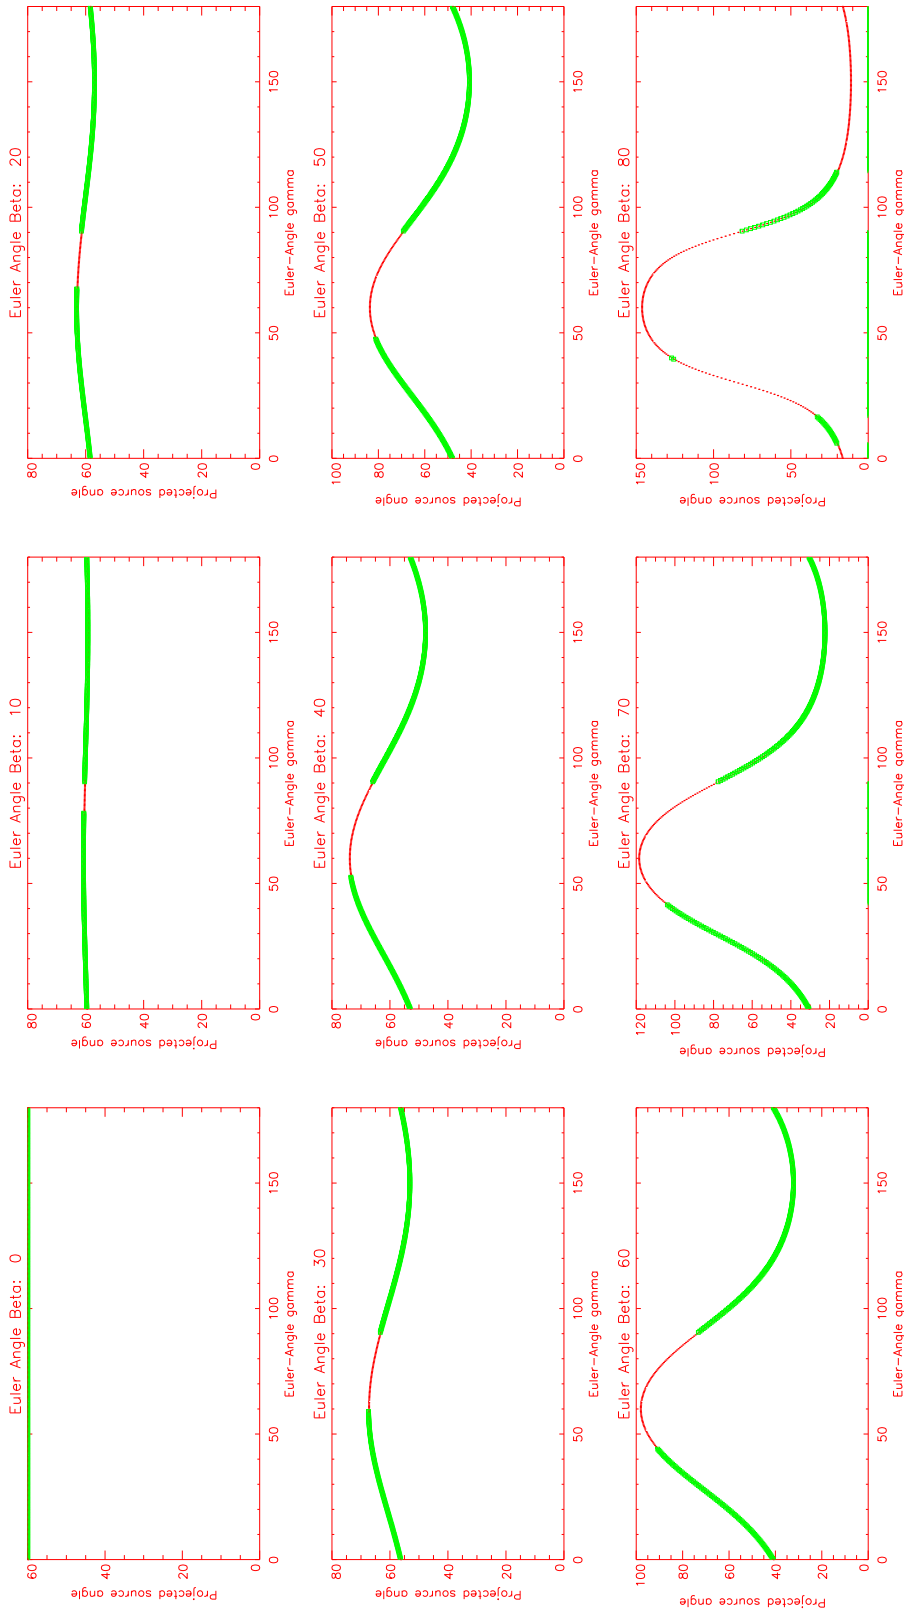 Euler Angle Beta: 0
60
40
20
0
Projected source angle
0 50 100 150
Euler-Angle gamma
Euler Angle Beta: 10
80
60
40
20
0
Projected source angle
0 50 100 150
Euler-Angle gamma
Euler Angle Beta: 20
80
60
40
20
0
Projected source angle
0 50 100 150
Euler-Angle gamma
Euler Angle Beta: 30
80
60
40
20
0
Projected source angle
0 50 100 150
Euler-Angle gamma
Euler Angle Beta: 40
80
60
40
20
0
Projected source angle
0 50 100 150
Euler-Angle gamma
Euler Angle Beta: 50
100
80
60
40
20
0
Projected source angle
0 50 100 150
Euler-Angle gamma
Euler Angle Beta: 60
100
80
60
40
20
0
Projected source angle
0 50 100 150
Euler-Angle gamma
Euler Angle Beta: 70
120
100
80
60
40
20
0
Projected source angle
0 50 100 150
Euler-Angle gamma
Euler Angle Beta: 80
150
100
50
0
Projected source angle
0 50 100 150
Euler-Angle gamma